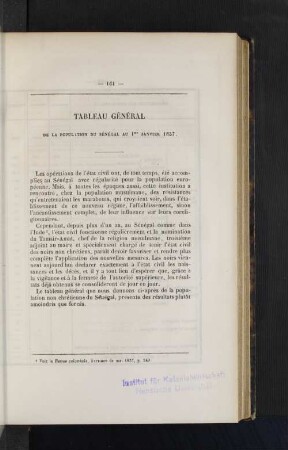 — 101 —
TABLEAU GÉNÉRAL
DE LA POPULATION DU SÉNÉGAL AU 1er JANVIER 1857.
Les opérations de l'état civil ont, de tout temps, été accom-
plies au Sénégal avec régularité pour la population euro-
péenne. Mais, à toutes les époques aussi, cette institution a
rencontré, chez la population musulmane, des résistances
qu'entretenaient les marabouts, qui croyaient voir, dans l'éta-
blissement de ce nouveau régime l'affaiblissement, sinon
l'anéantissement complet, de leur influence sur leurs coreli-
gionnaires.
Cependant, depuis plus d'un an, au Sénégal comme dans
l'Inde¹, l'état civil fonctionne régulièrement et la nomination
du Tamsir-Amat, chef de la religion musulmane, troisième
adjoint au maire et spécialement chargé de tenir l'état civil
des noirs non chrétiens, paraît devoir favoriser et rendre plus
complète l'application des nouvelles mesures. Les noirs vien-
nent aujourd'hui déclarer exactement à l'état civil les nais-
sances et les décès, et il y a tout lieu d'espérer que, grâce à
la vigilance et à la fermeté de l'autorité supérieure, les résul-
tats déjà obtenus se consolideront de jour en jour.
Le tableau général que nous donnons ci-après de la popu-
lation non chrétienne du Sénégal, présente des résultats plutôt
amoindris que forcés.
¹ Voir la Revue coloniale, livraison de mai 1857, p.
Institut für Kolonialwirtschaft